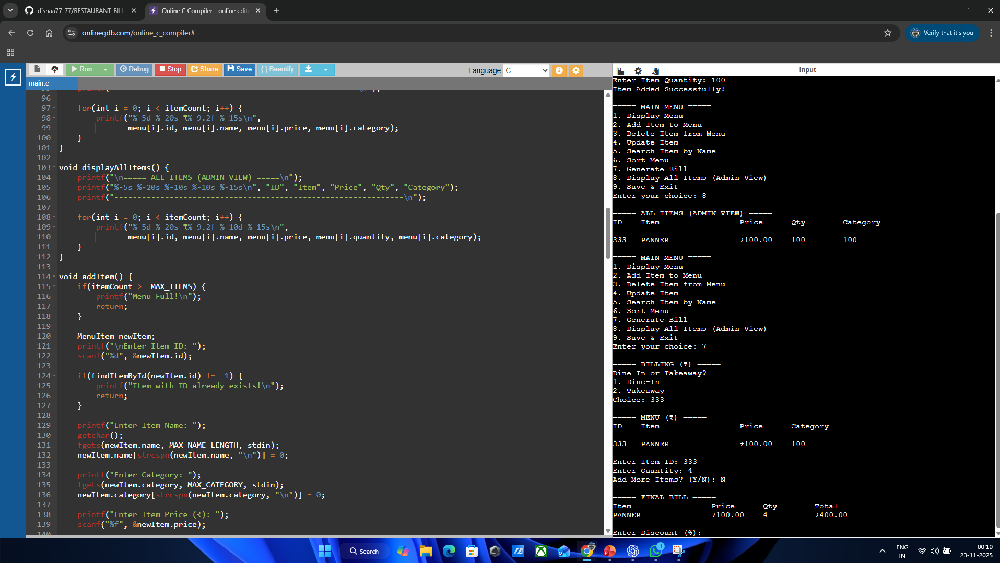 dishaa77-77/RESTAURANT-BILL
Online C Compiler - online edit
onlinegdb.com/online_c_compiler#
Verify that it's you
Run
Debug
Stop
Share
Save
{ } Beautify
Language C
input
main.c
96
97 for(int i = 0; i < itemCount; i++) {
98 printf("%-5d %-20s ₹%-9.2f %-15s\n",
99 menu[i].id, menu[i].name, menu[i].price, menu[i].category);
100 }
101 }
102
103 void displayAllItems() {
104 printf("\n===== ALL ITEMS (ADMIN VIEW) =====\n");
105 printf("%-5s %-20s %-10s %-10s %-15s\n", "ID", "Item", "Price", "Qty", "Category");
106 printf("---------------------------------------------------------------\n");
107
108 for(int i = 0; i < itemCount; i++) {
109 printf("%-5d %-20s ₹%-9.2f %-10d %-15s\n",
110 menu[i].id, menu[i].name, menu[i].price, menu[i].quantity, menu[i].category);
111 }
112 }
113
114 void addItem() {
115 if(itemCount >= MAX_ITEMS) {
116 printf("Menu Full!\n");
117 return;
118 }
119
120 MenuItem newItem;
121 printf("\nEnter Item ID: ");
122 scanf("%d", &newItem.id);
123
124 if(findItemById(newItem.id) != -1) {
125 printf("Item with ID already exists!\n");
126 return;
127 }
128
129 printf("Enter Item Name: ");
130 getchar();
131 fgets(newItem.name, MAX_NAME_LENGTH, stdin);
132 newItem.name[strcspn(newItem.name, "\n")] = 0;
133
134 printf("Enter Category: ");
135 fgets(newItem.category, MAX_CATEGORY, stdin);
136 newItem.category[strcspn(newItem.category, "\n")] = 0;
137
138 printf("Enter Item Price (₹): ");
139 scanf("%f", &newItem.price);
140
Enter Item Quantity: 100
Item Added Successfully!
===== MAIN MENU =====
1. Display Menu
2. Add Item to Menu
3. Delete Item from Menu
4. Update Item
5. Search Item by Name
6. Sort Menu
7. Generate Bill
8. Display All Items (Admin View)
9. Save & Exit
Enter your choice: 8
===== ALL ITEMS (ADMIN VIEW) =====
ID Item Price Qty Category
---------------------------------------------------------------
333 PANNER ₹100.00 100 100
===== MAIN MENU =====
1. Display Menu
2. Add Item to Menu
3. Delete Item from Menu
4. Update Item
5. Search Item by Name
6. Sort Menu
7. Generate Bill
8. Display All Items (Admin View)
9. Save & Exit
Enter your choice: 7
===== BILLING (₹) =====
Dine-In or Takeaway?
1. Dine-In
2. Takeaway
Choice: 333
===== MENU (₹) =====
ID Item Price Category
-----------------------------------------------------
333 PANNER ₹100.00 100
Enter Item ID: 333
Enter Quantity: 4
Add More Items? (Y/N): N
===== FINAL BILL =====
Item Price Qty Total
PANNER ₹100.00 4 ₹400.00
Enter Discount (%):
Search
1
ENG
IN
00:10
23-11-2025